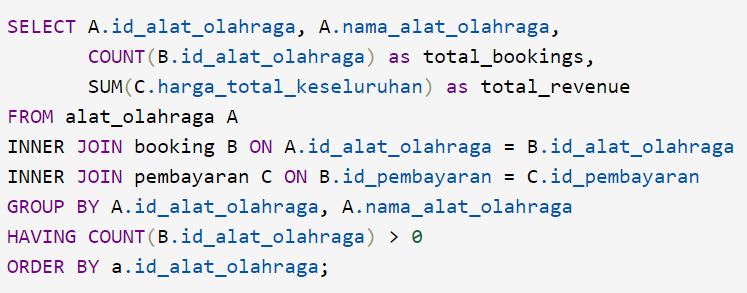 SELECT A.id_alat_olahraga, A.nama_alat_olahraga,
COUNT(B.id_alat_olahraga) as total_bookings,
SUM(C.harga_total_keseluruhan) as total_revenue
FROM alat_olahraga A
INNER JOIN booking B ON A.id_alat_olahraga = B.id_alat_olahraga
INNER JOIN pembayaran C ON B.id_pembayaran = C.id_pembayaran
GROUP BY A.id_alat_olahraga, A.nama_alat_olahraga
HAVING COUNT(B.id_alat_olahraga) > 0
ORDER BY a.id_alat_olahraga;